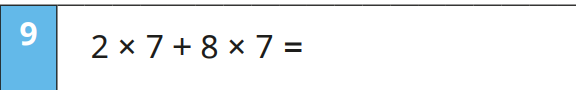 9
2 × 7 + 8 × 7 =